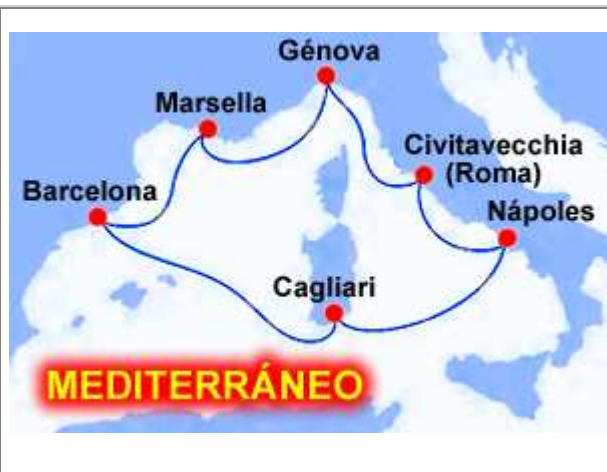 Génova
Marsella
Civitavecchia
(Roma)
Barcelona
Nápoles
Cagliari
MEDITERRÁNEO